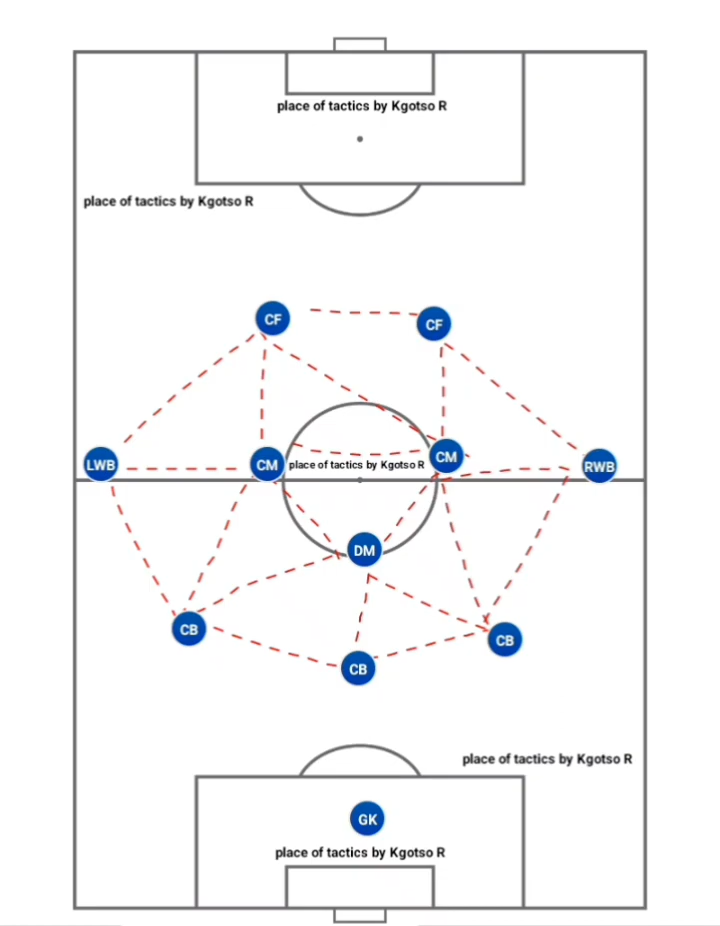 place of tactics by Kgotso R
place of tactics by Kgotso R
CF
CF
LWB
CM
place of tactics by Kgotso R
CM
RWB
DM
CB
CB
CB
place of tactics by Kgotso R
GK
place of tactics by Kgotso R